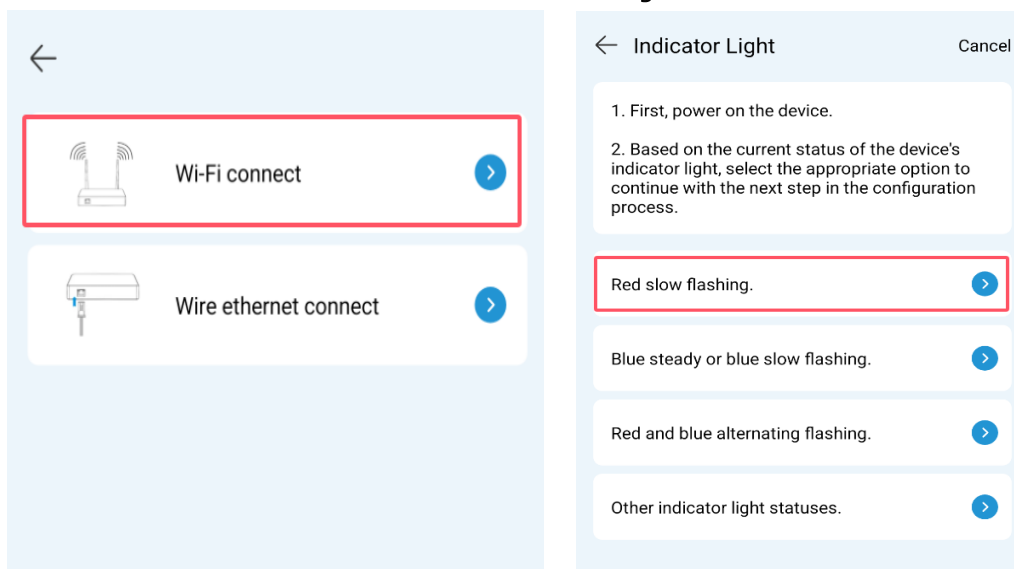 Wi-Fi connect
Wire ethernet connect
Indicator Light
Cancel
1. First, power on the device.
2. Based on the current status of the device's
indicator light, select the appropriate option to
continue with the next step in the configuration
process.
Red slow flashing.
Blue steady or blue slow flashing.
Red and blue alternating flashing.
Other indicator light statuses.